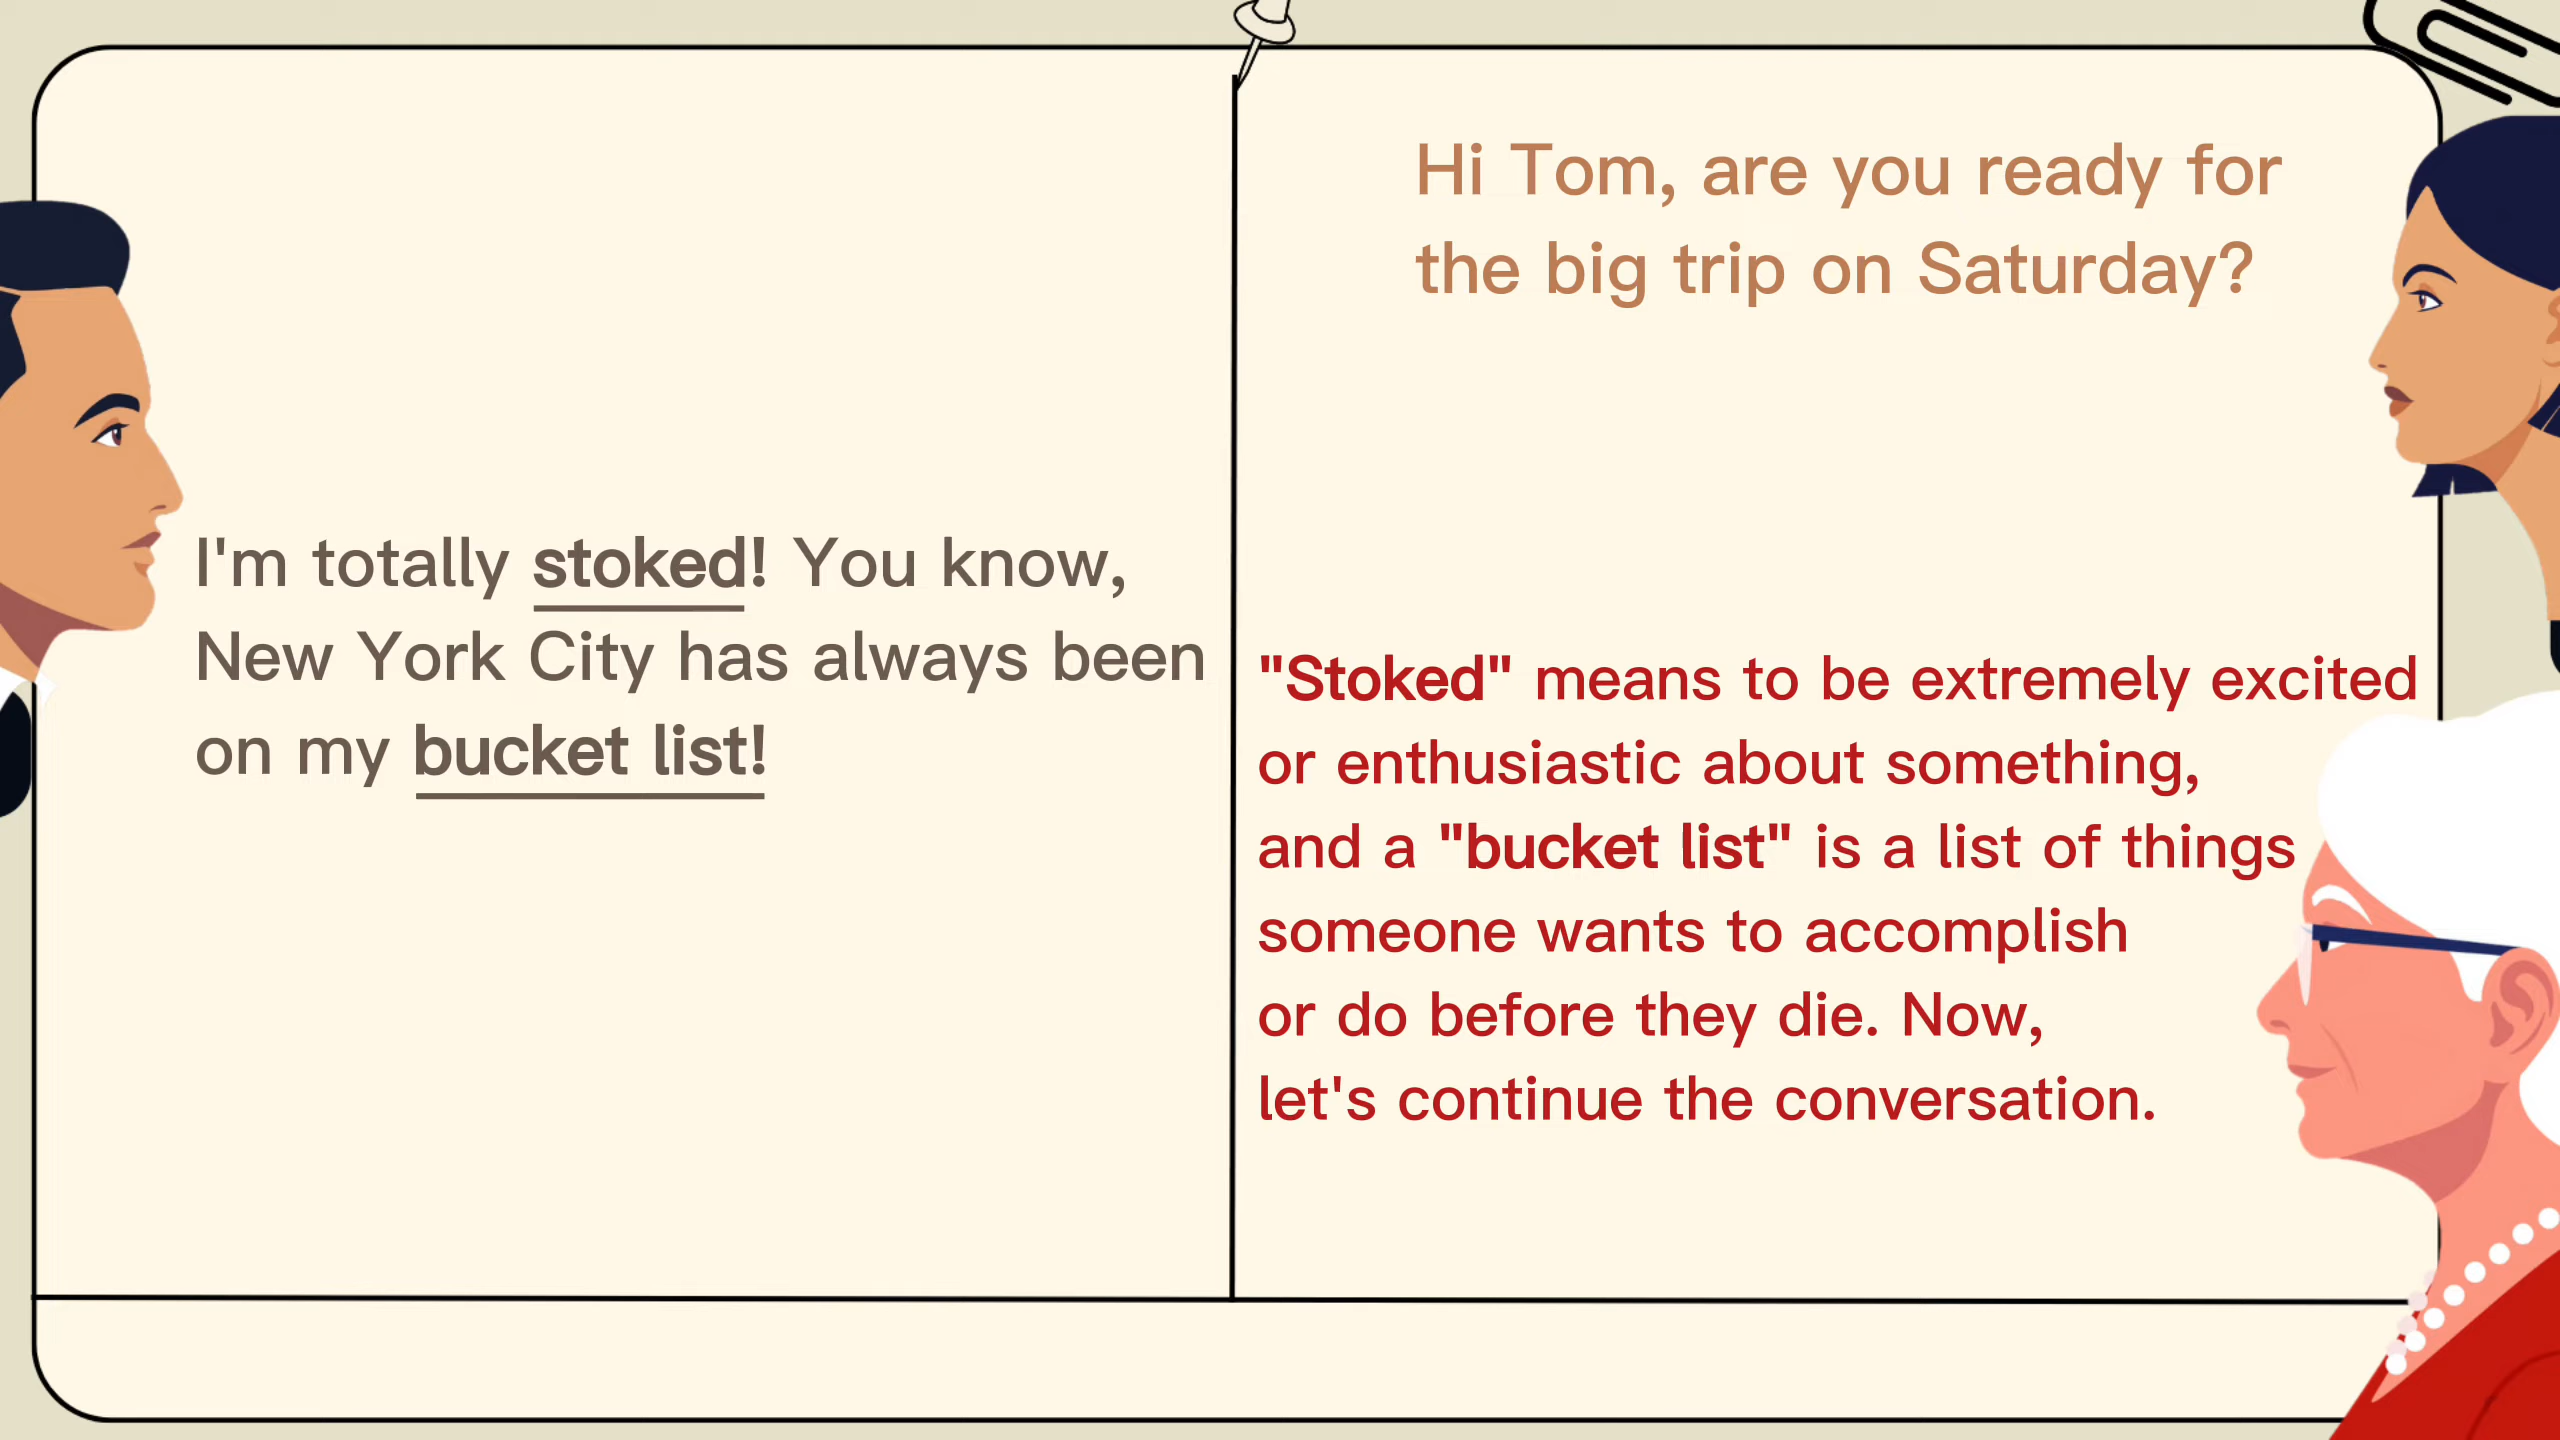 Hi Tom, are you ready for
the big trip on Saturday?
I'm totally stoked! You know,
New York City has always been
on my bucket list!
"Stoked" means to be extremely excited
or enthusiastic about something,
and a "bucket list" is a list of things
someone wants to accomplish
or do before they die. Now,
let's continue the conversation.